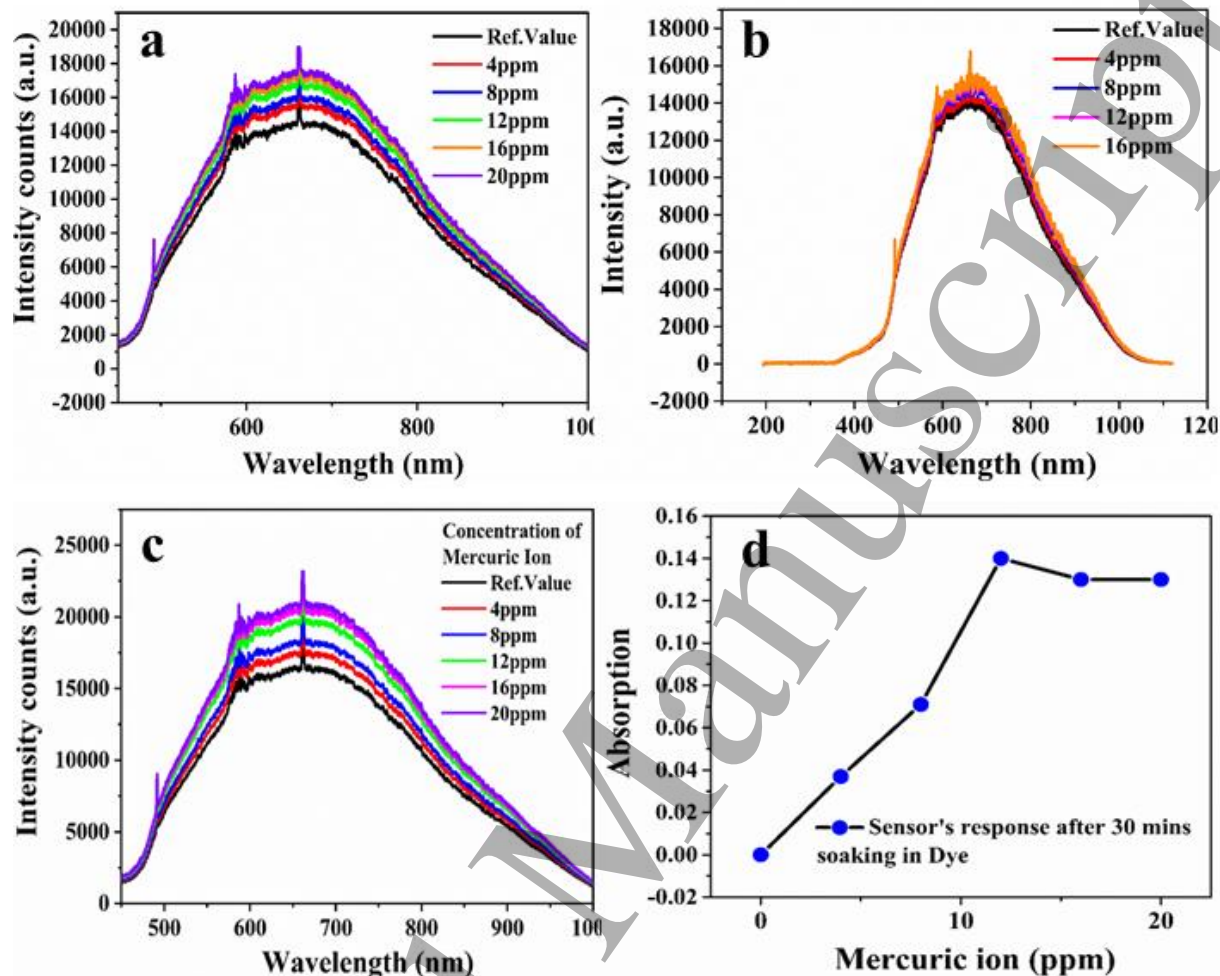 a
20000
18000
16000
14000
12000
10000
8000
6000
4000
2000
0
-2000
Intensity counts (a.u.)
Ref.Value
4ppm
8ppm
12ppm
16ppm
20ppm
600
800
100
Wavelength (nm)
b
20000
18000
16000
14000
12000
10000
8000
6000
4000
2000
0
-2000
Intensity (a.u.)
Ref.Value
4ppm
8ppm
12ppm
16ppm
200
400
600
800
1000
120
Wavelength (nm)
c
25000
20000
15000
10000
5000
0
Intensity counts (a.u.)
Concentration of
Mercuric Ion
Ref.Value
4ppm
8ppm
12ppm
16ppm
20ppm
500
600
700
800
900
100
Wavelength (nm)
d
0.16
0.14
0.12
0.10
0.08
0.06
0.04
0.02
0.00
-0.02
Absorption
Sensor's response after 30 mins
soaking in Dye
0
10
20
Mercuric ion (ppm)
Manuscrip